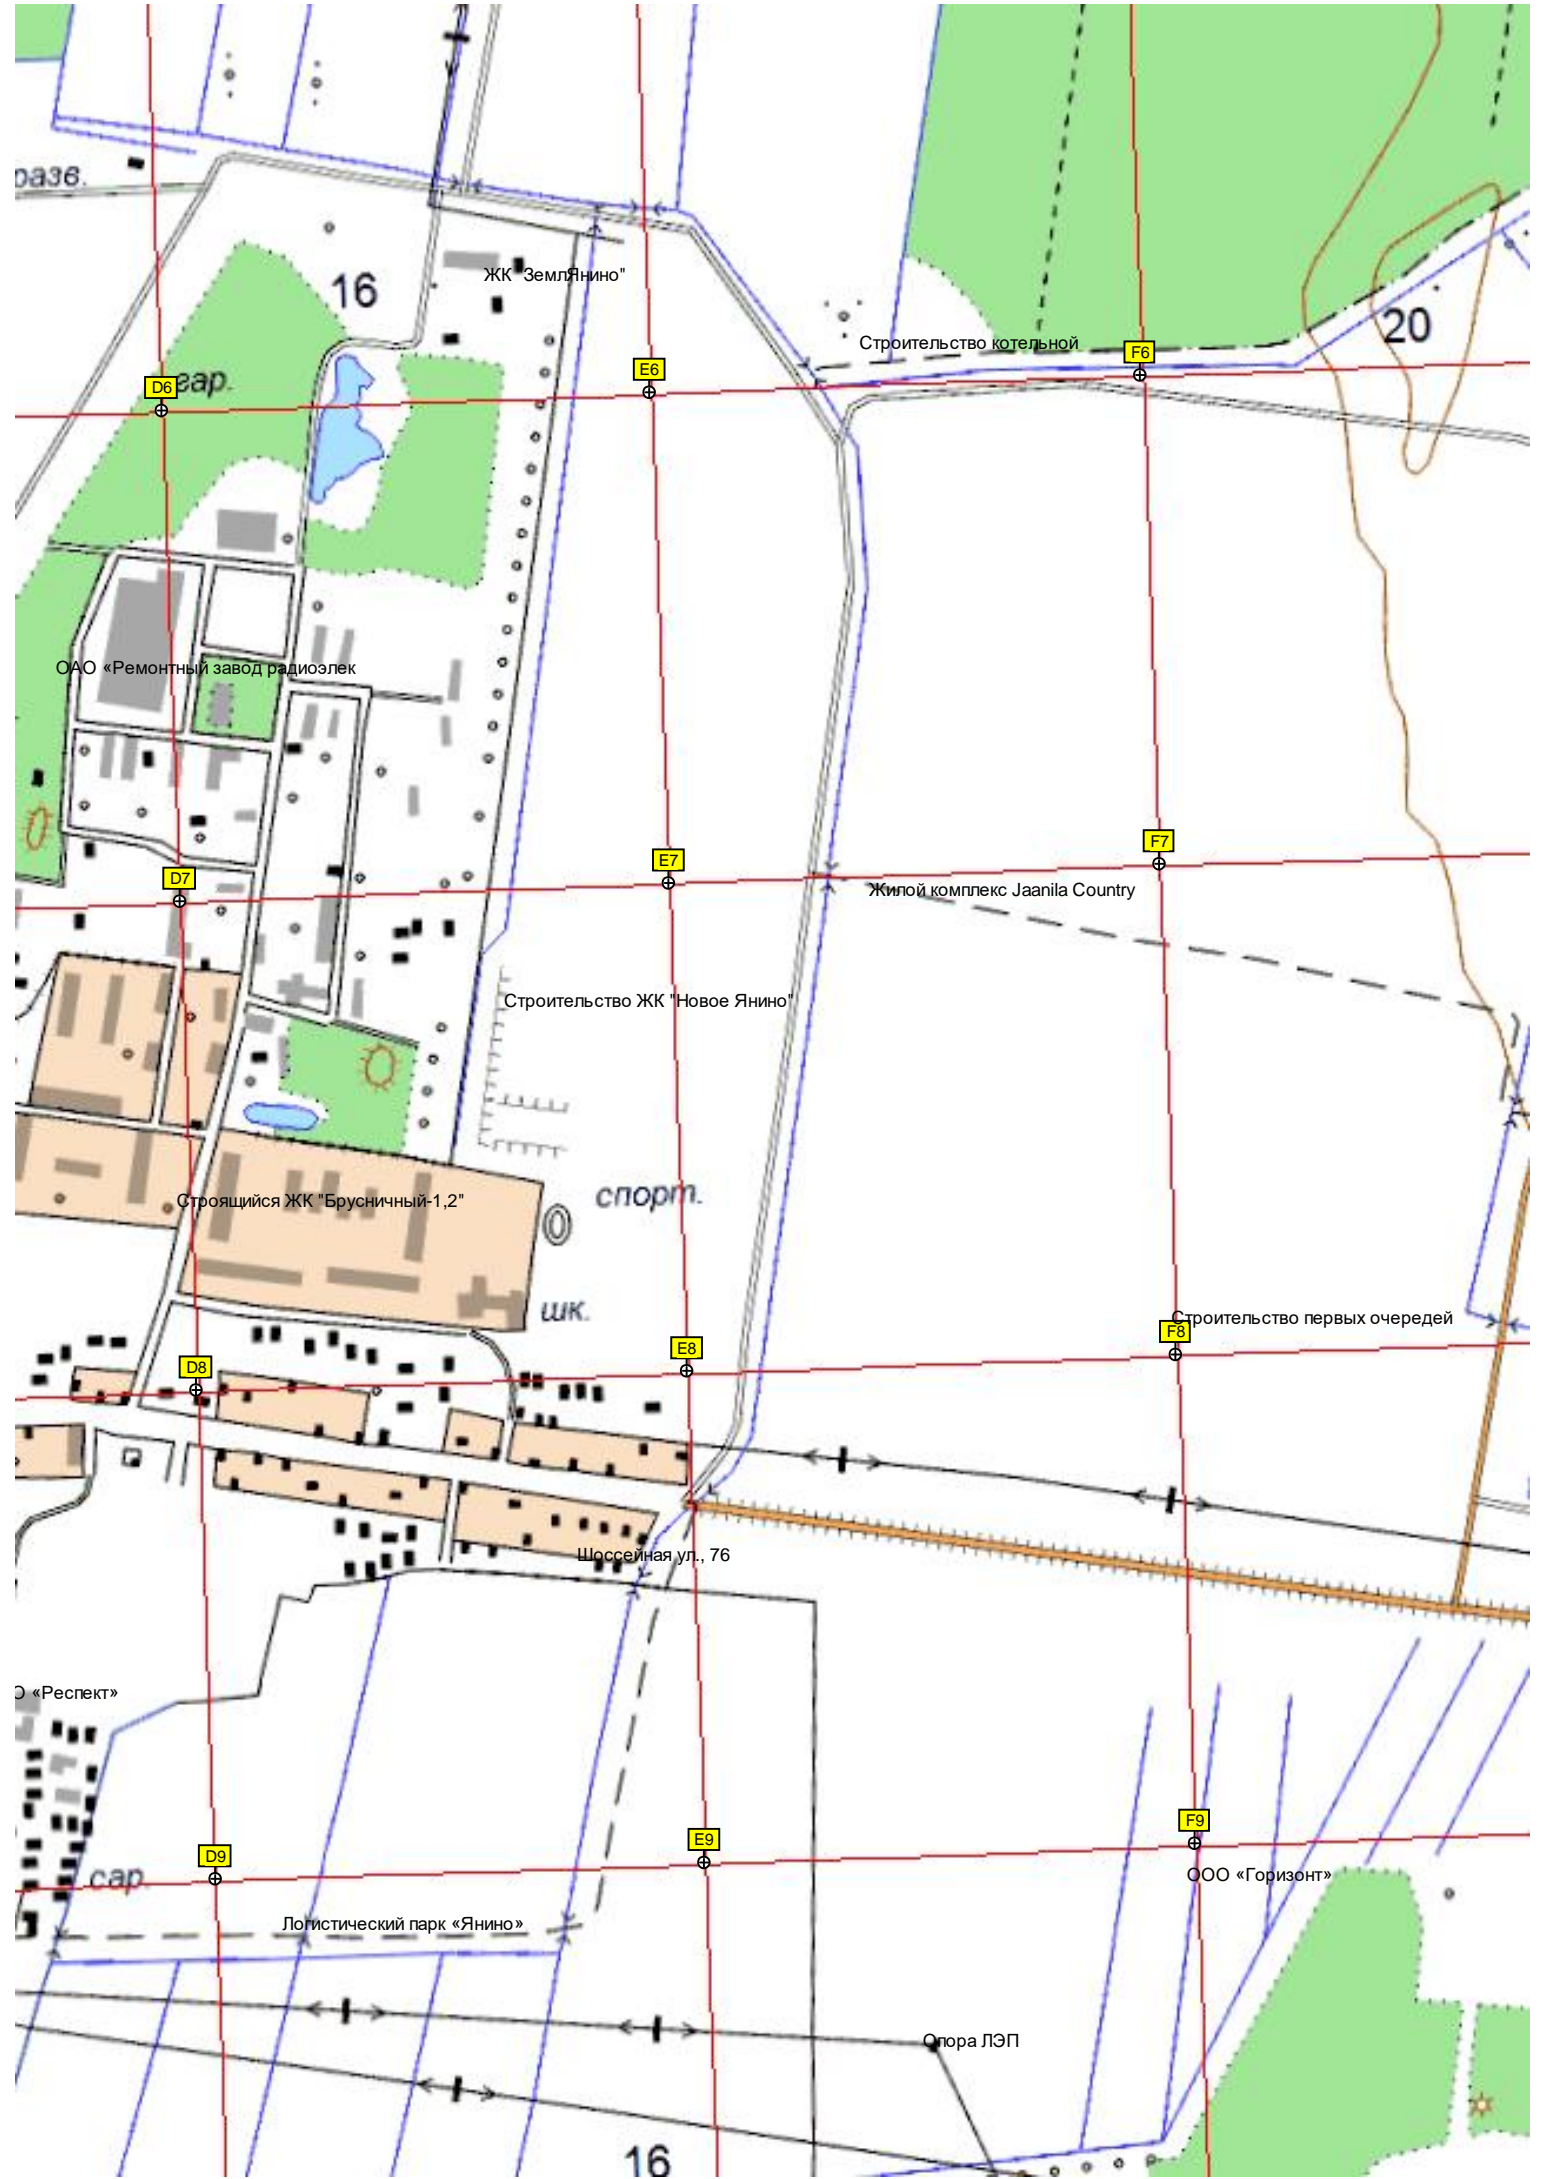 разв.
ЖК "ЗемлЯнино"
16
Строительство котельной
20
F6
E6
D6
гар.
ОАО «Ремонтный завод радиоэлек
F7
E7
D7
Жилой комплекс Jaanila Country
Строительство ЖК "Новое Янино"
спорт.
Строящийся ЖК "Брусничный-1,2"
шк.
Строительство первых очередей
F8
E8
D8
Шоссейная ул., 76
О «Респект»
F9
E9
D9
сар.
ООО «Горизонт»
Логистический парк «Янино»
Опора ЛЭП
16